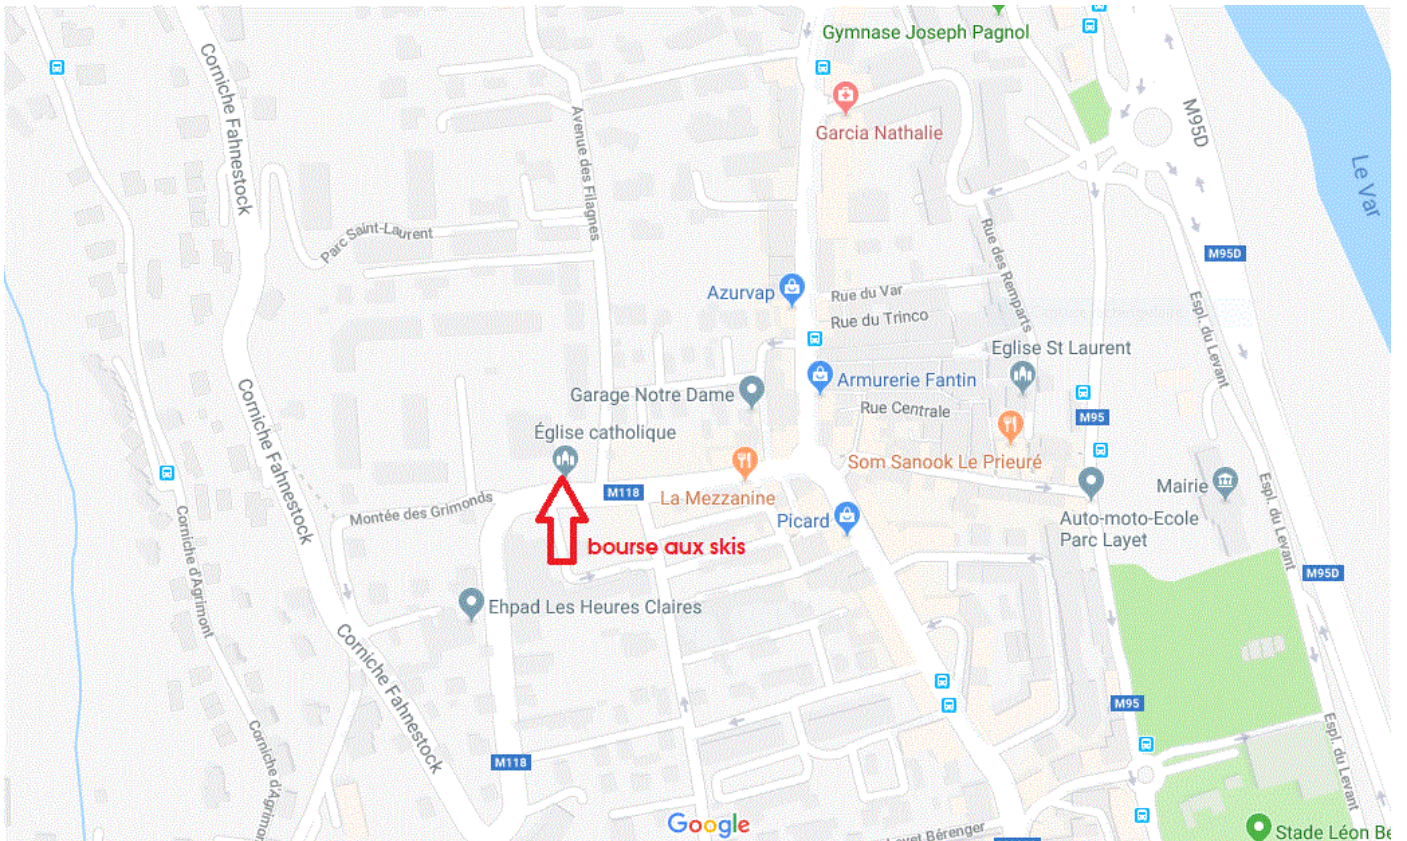 Gymnase Joseph Pagnol
Corniche Fahnestock
Avenue des Filagnes
M95D
Garcia Nathalie
Le Var
Parc Saint-Laurent
Rue des Remparts
M95D
Azurvap
Rue du Var
Rue du Trinco
Espl. du Levant
Eglise St Laurent
Garage Notre Dame
Armurerie Fantin
Rue Centrale
M95
Corniche Fahnestock
Église catholique
Som Sanook Le Prieuré
M118
La Mezzanine
Mairie
Espl. du Levant
Montée des Grimonds
Picard
Auto-moto-Ecole
Parc Layet
bourse aux skis
Corniche d'Agrimont
M95D
Ehpad Les Heures Claires
Corniche Fahnestock
M95
Espl. du Levant
Corniche d'Agrimon
M118
Google
Bérenger
Stade Léon Be